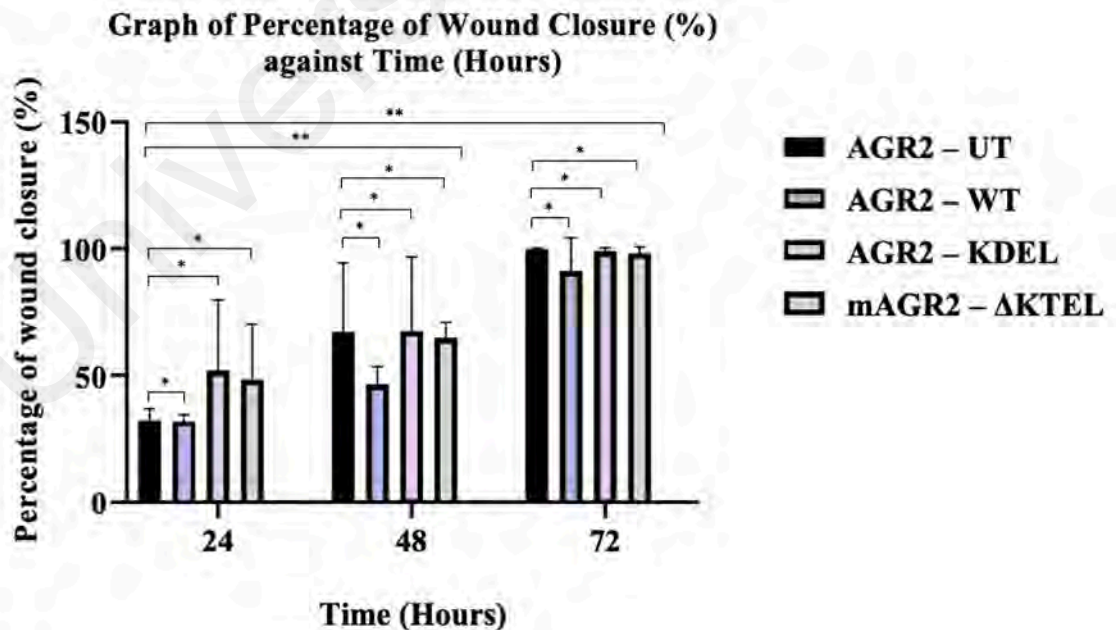 Graph of Percentage of Wound Closure (%)
against Time (Hours)
Percentage of wound closure (%)
150
100
50
0
**
**
*
*
*
*
*
*
*
*
*
24
48
72
Time (Hours)
AGR2 – UT
AGR2 – WT
AGR2 – KDEL
mAGR2 – ΔKTEL
Univers